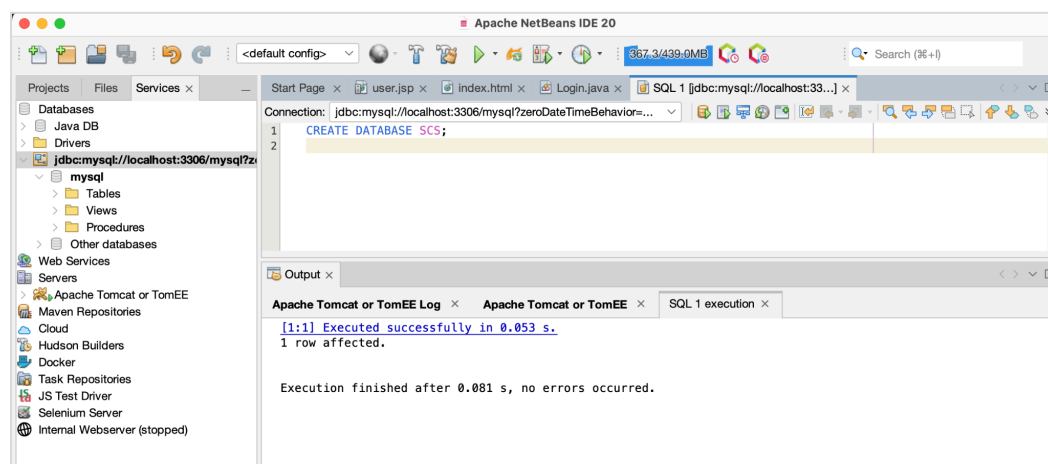 Apache NetBeans IDE 20
<default config>
367.3/439.0MB
Search (⌘+I)
Projects
Files
Services ×
Start Page ×
user.jsp ×
index.html ×
Login.java ×
SQL 1 [jdbc:mysql://localhost:33...] ×
Databases
Java DB
Drivers
jdbc:mysql://localhost:3306/mysql?ze
mysql
Tables
Views
Procedures
Other databases
Web Services
Servers
Apache Tomcat or TomEE
Maven Repositories
Cloud
Hudson Builders
Docker
Task Repositories
JS Test Driver
Selenium Server
Internal Webserver (stopped)
Connection: jdbc:mysql://localhost:3306/mysql?zeroDateTimeBehavior=...
1 CREATE DATABASE SCS;
2
Output ×
Apache Tomcat or TomEE Log ×
Apache Tomcat or TomEE ×
SQL 1 execution ×
[1:1] Executed successfully in 0.053 s.
1 row affected.
Execution finished after 0.081 s, no errors occurred.